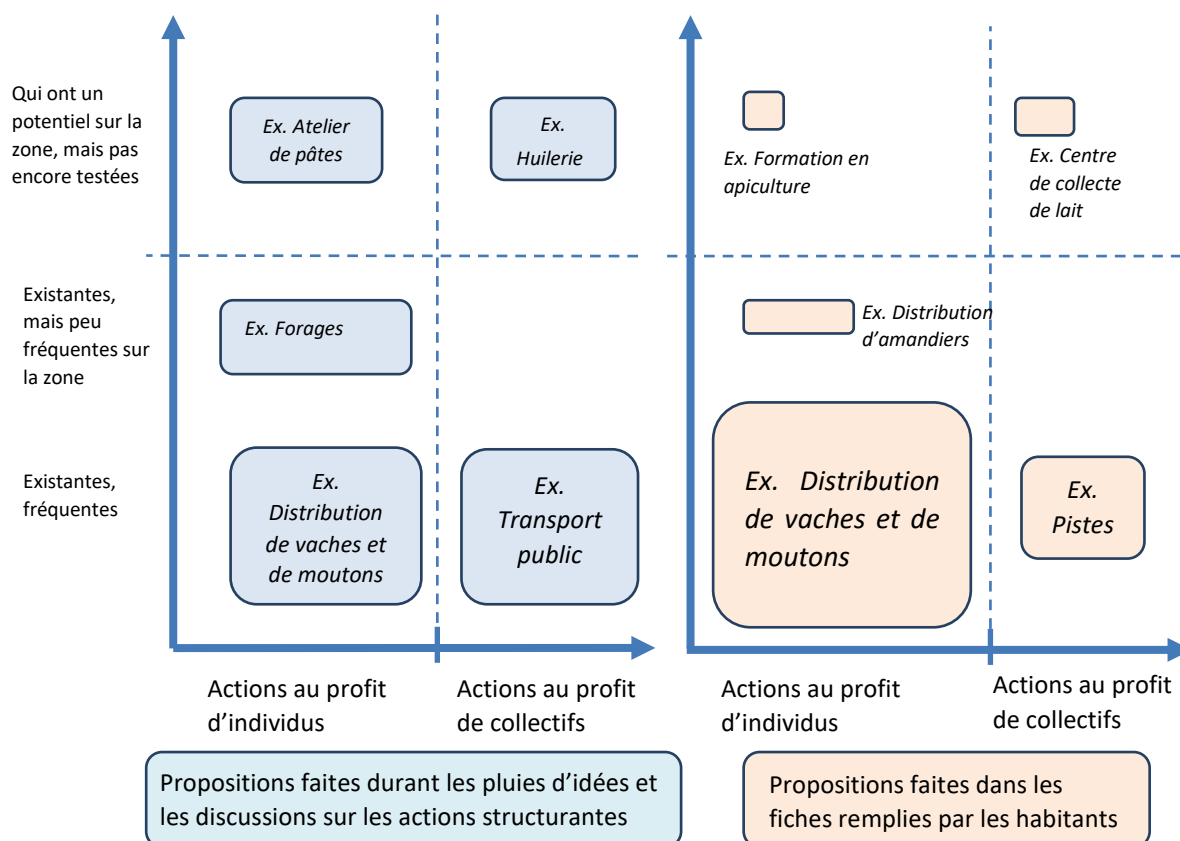 Qui ont un
potentiel sur la
zone, mais pas
encore testées
Ex. Atelier
de pâtes
Ex.
Huilerie
Ex. Formation en
apiculture
Ex. Centre
de collecte
de lait
Existantes,
mais peu
fréquentes sur
la zone
Ex. Forages
Ex. Distribution
d'amandiers
Existantes,
fréquentes
Ex.
Distribution
de vaches et
de moutons
Ex.
Transport
public
Ex. Distribution
de vaches et de
moutons
Ex.
Pistes
Actions au profit
d'individus
Actions au profit
de collectifs
Actions au profit
d'individus
Actions au profit
de collectifs
Propositions faites durant les pluies d'idées et
les discussions sur les actions structurantes
Propositions faites dans les
fiches remplies par les habitants